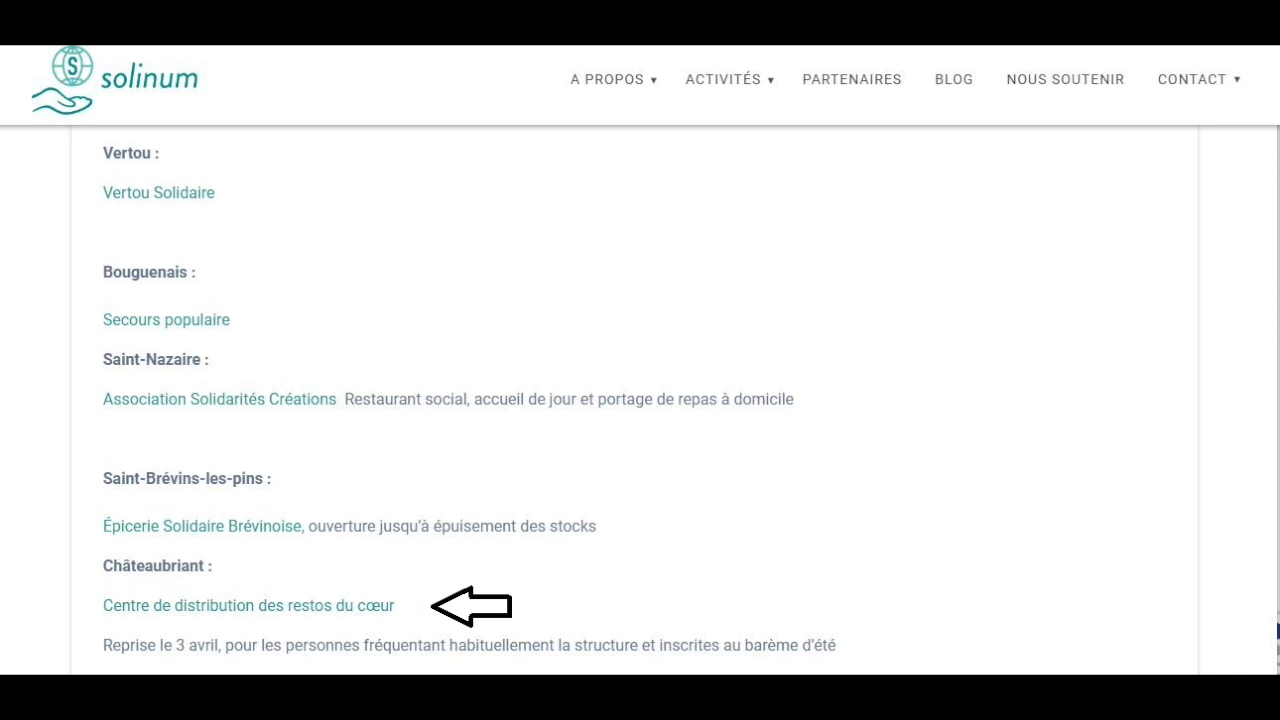 S
solinum
A PROPOS ▾ ACTIVITÉS ▾ PARTENAIRES BLOG NOUS SOUTENIR CONTACT ▾
Vertou :
Vertou Solidaire
Bouguenais :
Secours populaire
Saint-Nazaire :
Association Solidarités Créations Restaurant social, accueil de jour et portage de repas à domicile
Saint-Brévins-les-pins :
Épicerie Solidaire Brévinoise, ouverture jusqu’à épuisement des stocks
Châteaubriant :
Centre de distribution des restos du cœur
Reprise le 3 avril, pour les personnes fréquentant habituellement la structure et inscrites au barème d’été